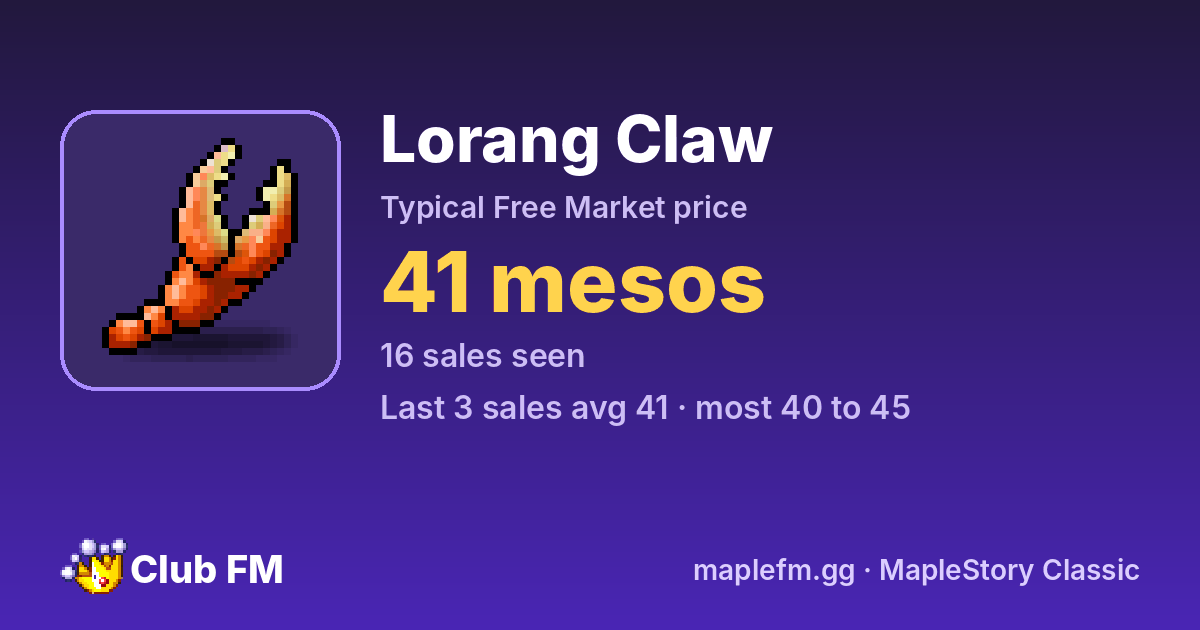 Lorang Claw
Typical Free Market price
41 mesos
16 sales seen
Last 3 sales avg 41 · most 40 to 45
Club FM
maplefm.gg · MapleStory Classic